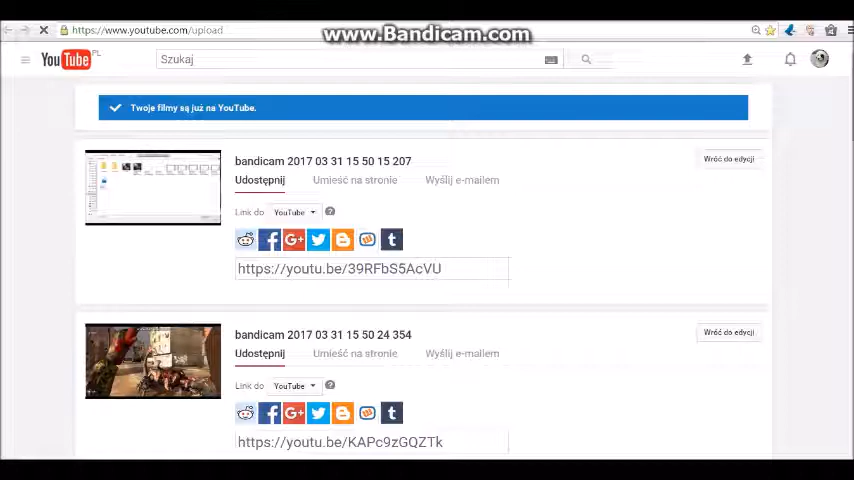 https://www.youtube.com/upload
www.Bandicam.com
YouTube PL
Szukaj
Twoje filmy są już na YouTube.
bandicam 2017 03 31 15 50 15 207
Wróć do edycji
Udostępnij Umieść na stronie Wyślij e-mailem
Link do YouTube
https://youtu.be/39RFbS5AcVU
bandicam 2017 03 31 15 50 24 354
Wróć do edycji
Udostępnij Umieść na stronie Wyślij e-mailem
Link do YouTube
https://youtu.be/KAPc9zGQZTk